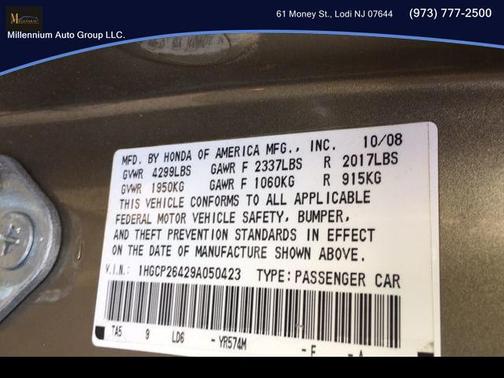 61 Money St., Lodi NJ 07644 (973) 777-2500
Millennium Auto Group LLC.
MFD. BY HONDA OF AMERICA MFG., INC. 10/08
GVWR 4299LBS GAWR F 2337LBS R 2017LBS
GVWR 1950KG GAWR F 1060KG R 915KG
THIS VEHICLE CONFORMS TO ALL APPLICABLE
FEDERAL MOTOR VEHICLE SAFETY, BUMPER,
AND THEFT PREVENTION STANDARDS IN EFFECT
ON THE DATE OF MANUFACTURE SHOWN ABOVE.
V.I.N.: 1HGCP26429A050423 TYPE: PASSENGER CAR
TA5 9 LD6 -YR574M -E -A